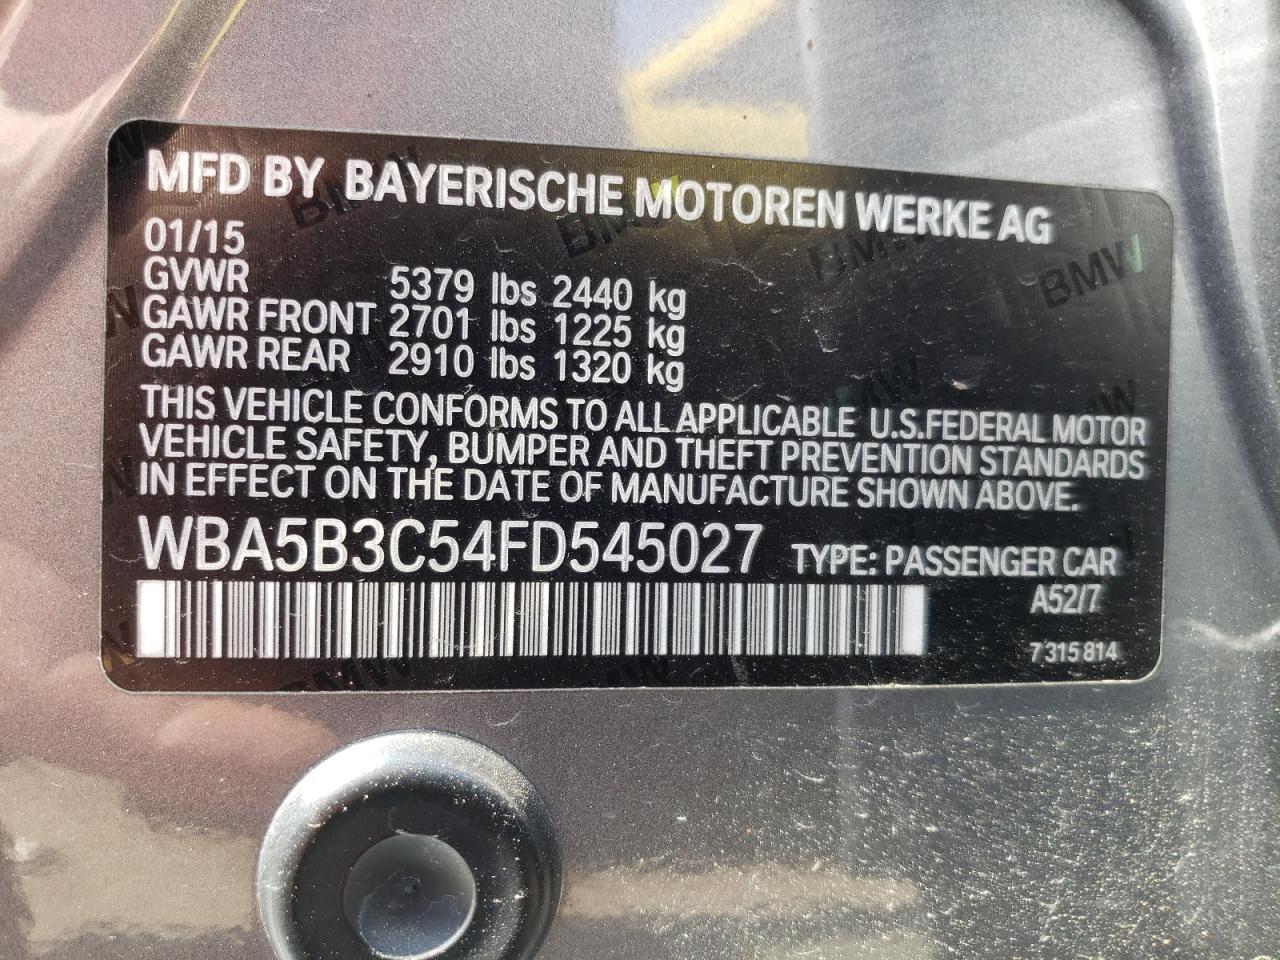 MFD BY BAYERISCHE MOTOREN WERKE AG
01/15
GVWR 5379 lbs 2440 kg
GAWR FRONT 2701 lbs 1225 kg
GAWR REAR 2910 lbs 1320 kg
THIS VEHICLE CONFORMS TO ALL APPLICABLE U.S.FEDERAL MOTOR
VEHICLE SAFETY, BUMPER AND THEFT PREVENTION STANDARDS
IN EFFECT ON THE DATE OF MANUFACTURE SHOWN ABOVE.
WBA5B3C54FD545027 TYPE: PASSENGER CAR
A52/7
7 315 814